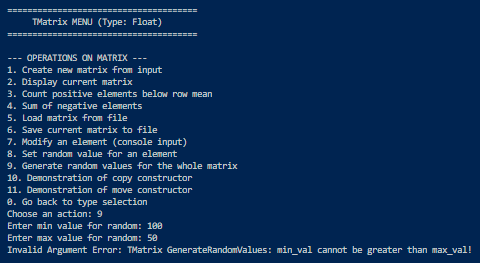 =====================================
TMatrix MENU (Type: Float)
=====================================
--- OPERATIONS ON MATRIX ---
1. Create new matrix from input
2. Display current matrix
3. Count positive elements below row mean
4. Sum of negative elements
5. Load matrix from file
6. Save current matrix to file
7. Modify an element (console input)
8. Set random value for an element
9. Generate random values for the whole matrix
10. Demonstration of copy constructor
11. Demonstration of move constructor
0. Go back to type selection
Choose an action: 9
Enter min value for random: 100
Enter max value for random: 50
Invalid Argument Error: TMatrix GenerateRandomValues: min_val cannot be greater than max_val!